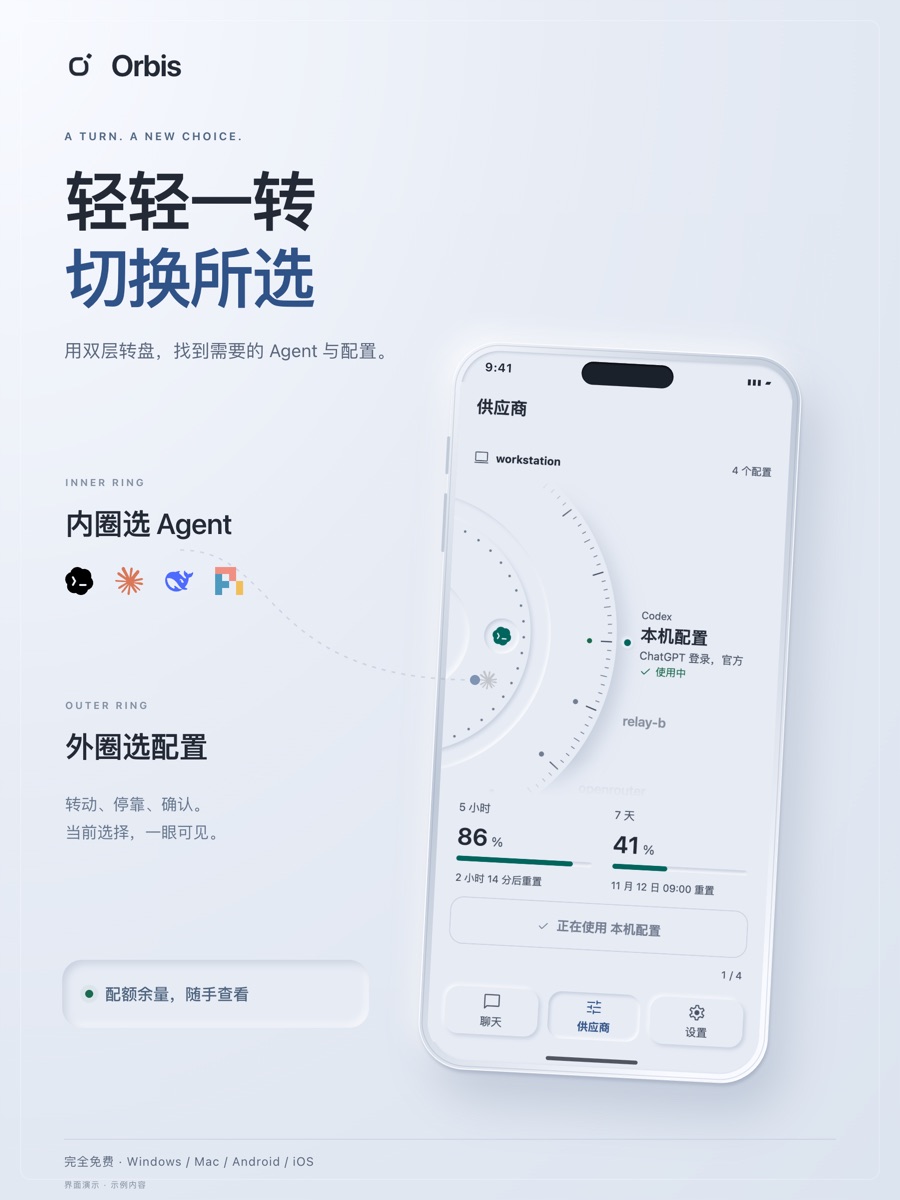 Orbis
A TURN. A NEW CHOICE.
轻轻一转
切换所选
用双层转盘，找到需要的 Agent 与配置。
INNER RING
内圈选 Agent
OUTER RING
外圈选配置
转动、停靠、确认。
当前选择，一眼可见。
配额余量，随手查看
9:41
供应商
workstation
4 个配置
Codex
本机配置
ChatGPT 登录，官方
使用中
relay-b
openrouter
5 小时
86 %
2 小时 14 分后重置
7 天
41 %
11 月 12 日 09:00 重置
正在使用 本机配置
1 / 4
聊天
供应商
设置
完全免费 · Windows / Mac / Android / iOS
界面演示 · 示例内容